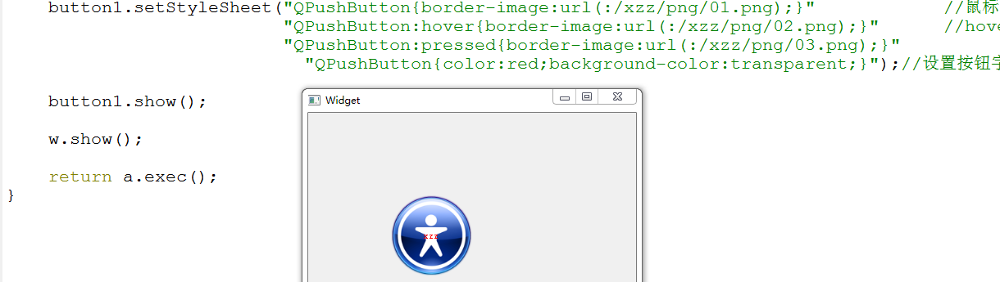 button1.setStyleSheet("QPushButton{border-image:url(:/xzz/png/01.png);}" //鼠标
"QPushButton:hover{border-image:url(:/xzz/png/02.png);}" //hove
"QPushButton:pressed{border-image:url(:/xzz/png/03.png);}"
"QPushButton{color:red;background-color:transparent;}");//设置按钮字
button1.show();
Widget
w.show();
return a.exec();
}
xzz